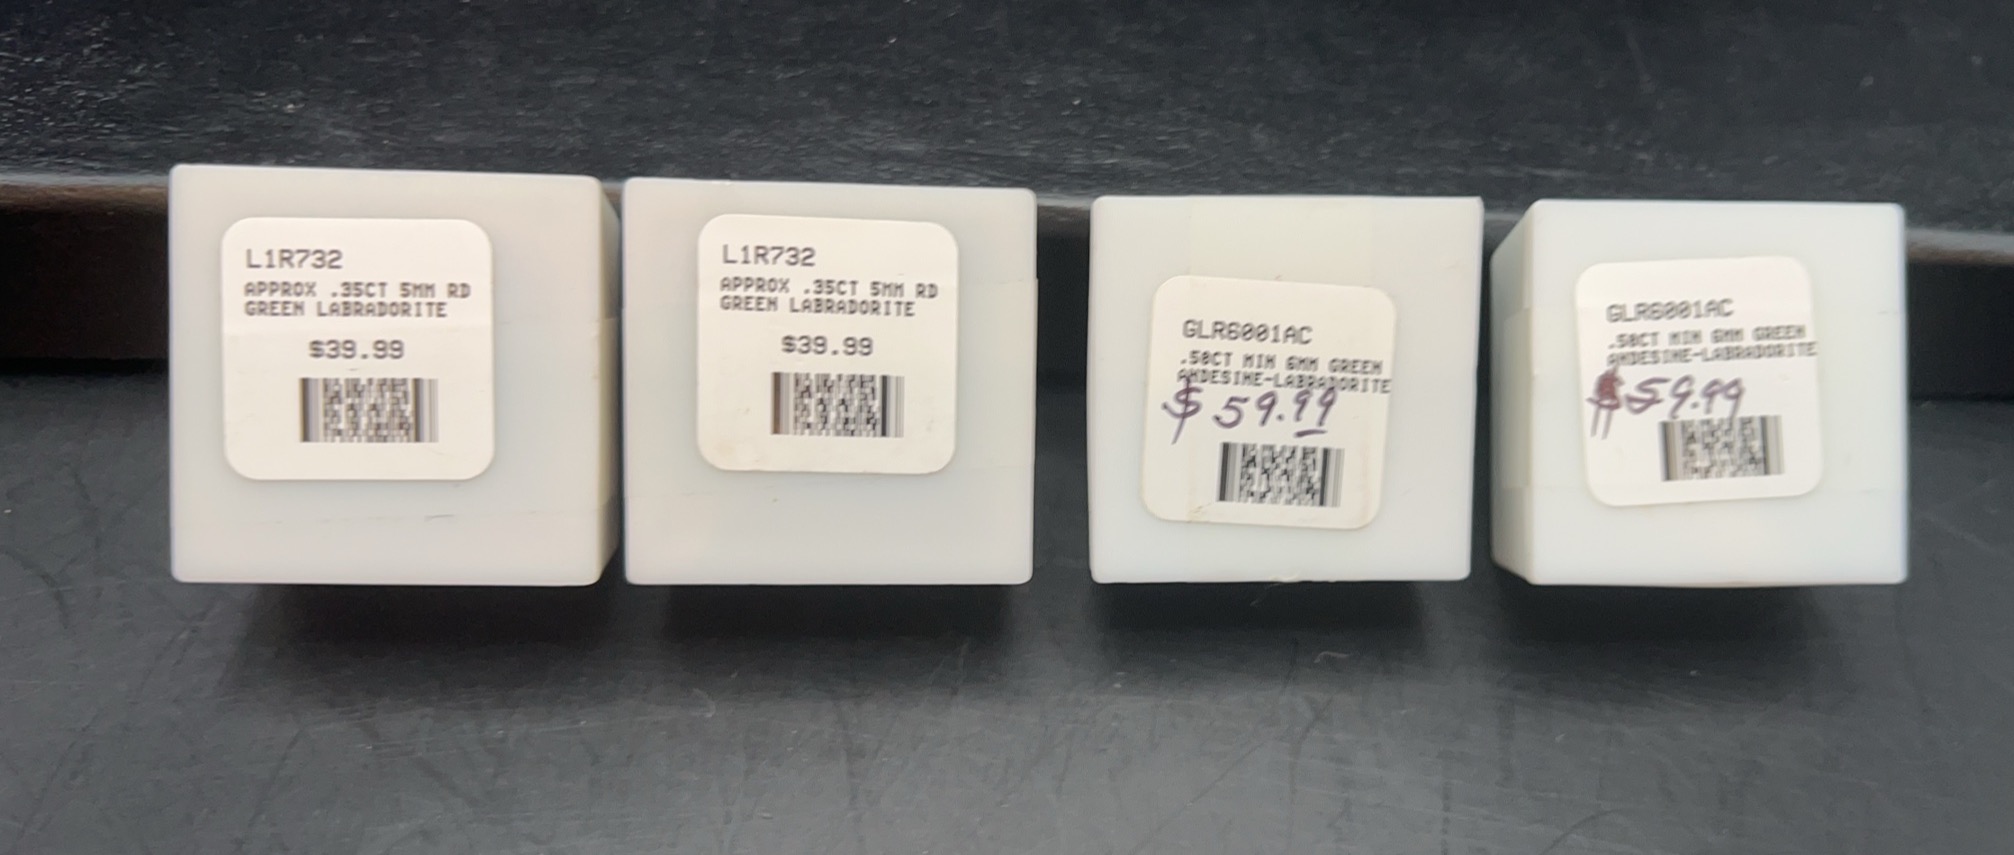 L1R732
APPROX .35CT 5MM RD
GREEN LABRADORITE
$39.99
L1R732
APPROX .35CT 5MM RD
GREEN LABRADORITE
$39.99
GLR6001AC
.50CT MIN 6MM GREEN
ANDESINE-LABRADORITE
$59.99
GLR6001AC
.50CT MIN 6MM GREEN
ANDESINE-LABRADORITE
$59.99